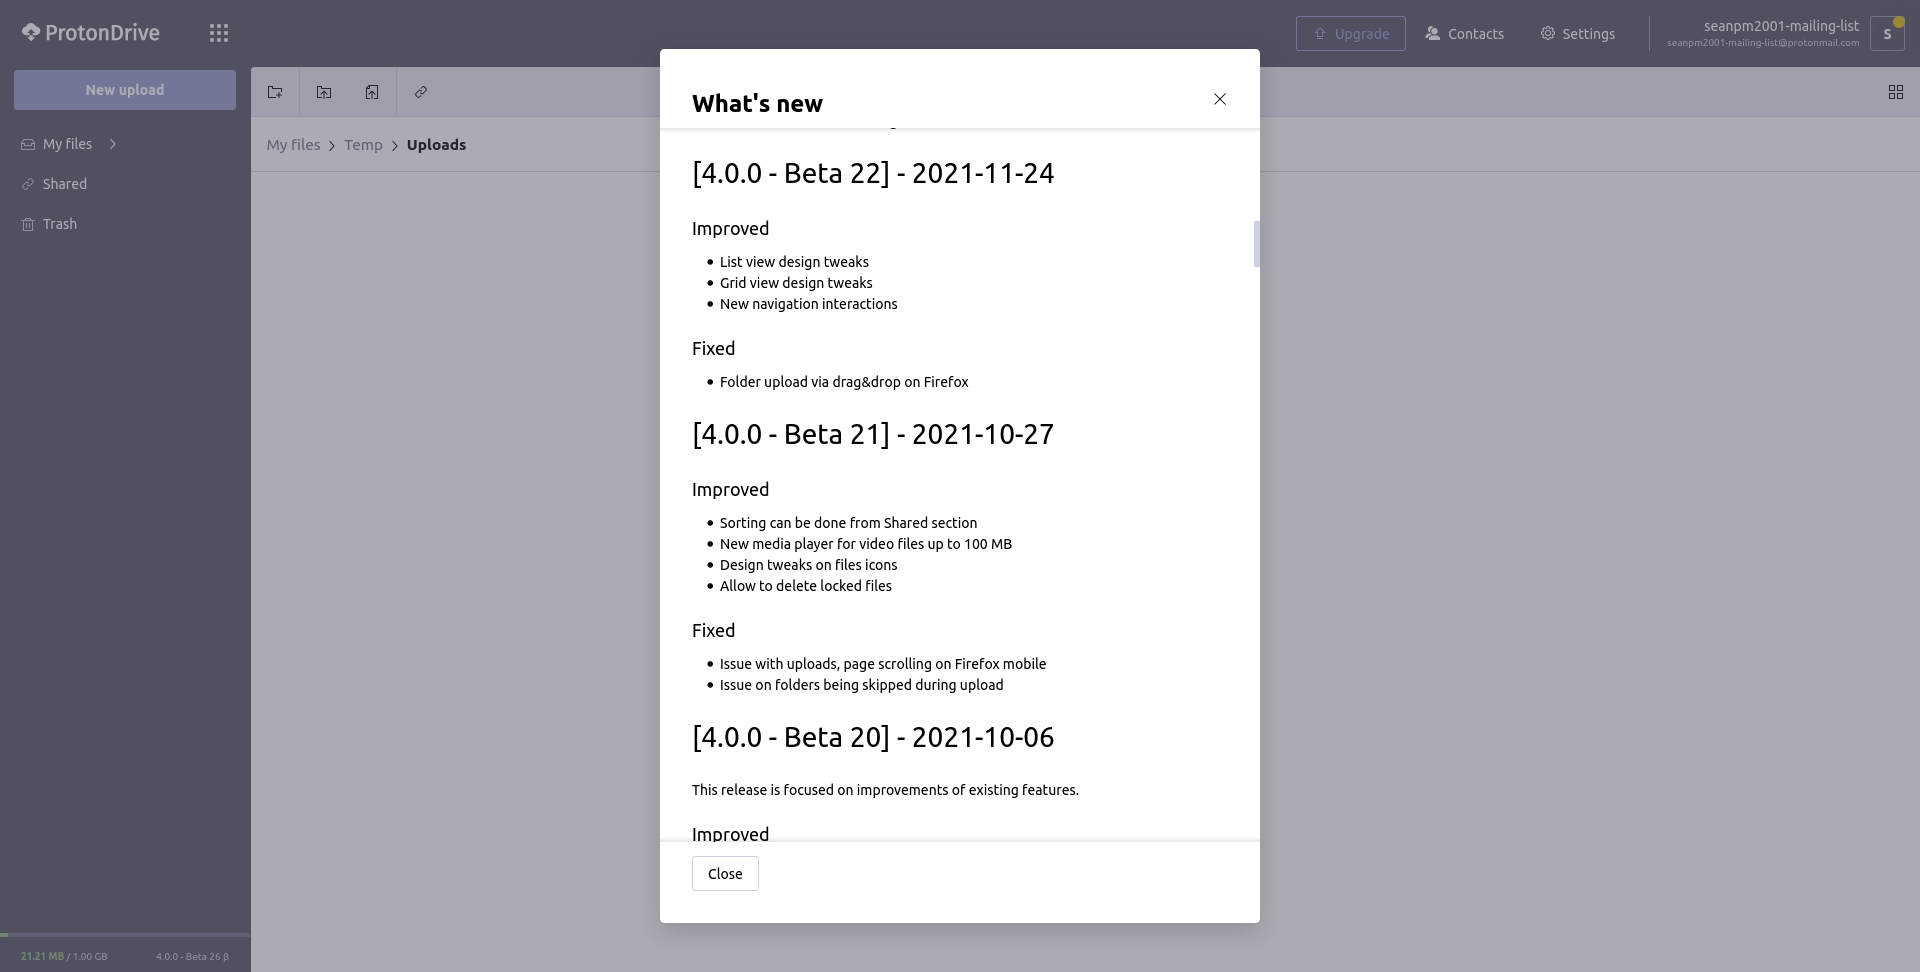 ProtonDrive
Upgrade
Contacts
Settings
seanpm2001-mailing-list
seanpm2001-mailing-list@protonmail.com
S
New upload
My files
Shared
Trash
My files > Temp > Uploads
What's new
[4.0.0 - Beta 22] - 2021-11-24
Improved
• List view design tweaks
• Grid view design tweaks
• New navigation interactions
Fixed
• Folder upload via drag&drop on Firefox
[4.0.0 - Beta 21] - 2021-10-27
Improved
• Sorting can be done from Shared section
• New media player for video files up to 100 MB
• Design tweaks on files icons
• Allow to delete locked files
Fixed
• Issue with uploads, page scrolling on Firefox mobile
• Issue on folders being skipped during upload
[4.0.0 - Beta 20] - 2021-10-06
This release is focused on improvements of existing features.
Improved
Close
21.21 MB / 1.00 GB
4.0.0 - Beta 26 β